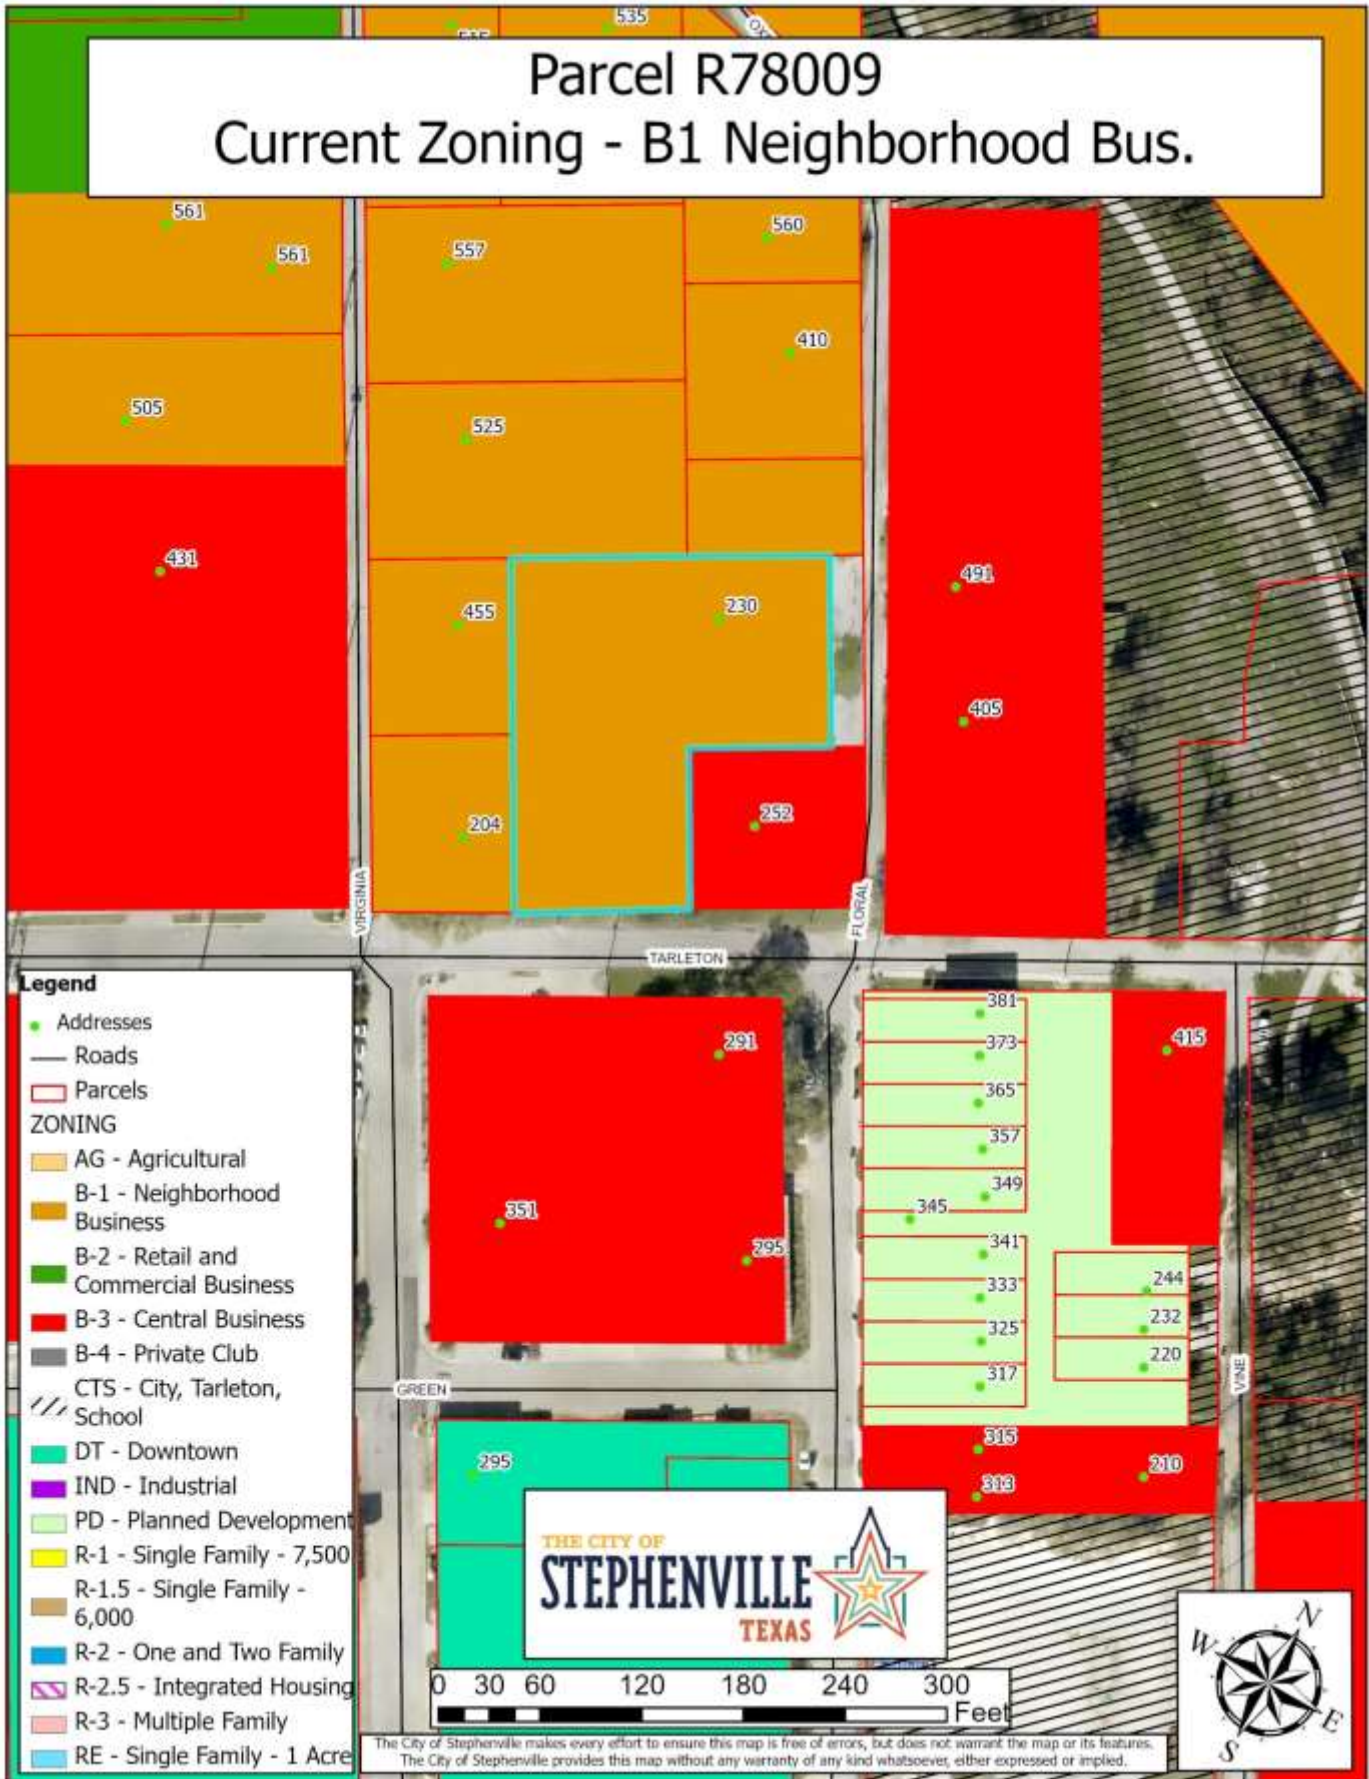 535
515
OX
Parcel R78009
Current Zoning - B1 Neighborhood Bus.
561
561
557
560
410
505
525
431
455
230
491
405
204
252
VIRGINIA
FLORAL
TARLETON
Legend
Addresses
Roads
Parcels
ZONING
AG - Agricultural
B-1 - Neighborhood
Business
B-2 - Retail and
Commercial Business
B-3 - Central Business
B-4 - Private Club
CTS - City, Tarleton,
School
DT - Downtown
IND - Industrial
PD - Planned Development
R-1 - Single Family - 7,500
R-1.5 - Single Family -
6,000
R-2 - One and Two Family
R-2.5 - Integrated Housing
R-3 - Multiple Family
RE - Single Family - 1 Acre
291
351
295
381
373
365
357
349
345
341
333
325
317
415
244
232
220
GREEN
VINE
315
313
210
295
THE CITY OF
STEPHENVILLE
TEXAS
0 30 60 120 180 240 300
Feet
N
W
E
S
The City of Stephenville makes every effort to ensure this map is free of errors, but does not warrant the map or its features.
The City of Stephenville provides this map without any warranty of any kind whatsoever, either expressed or implied.